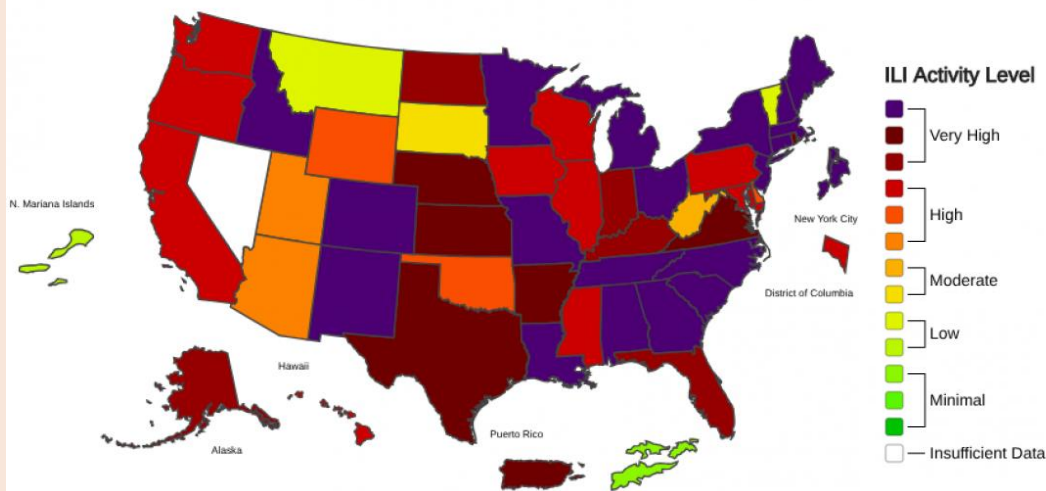 ILI Activity Level
Very High
High
Moderate
Low
Minimal
Insufficient Data
N. Mariana Islands
New York City
District of Columbia
Hawaii
Alaska
Puerto Rico